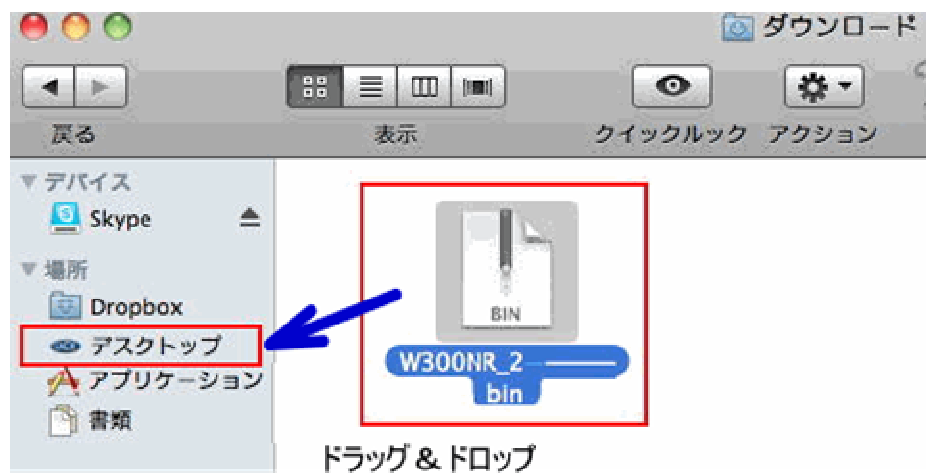 ダウンロード
戻る
表示
クイックルック
アクション
デバイス
Skype
場所
Dropbox
デスクトップ
アプリケーション
書類
BIN
W300NR_2
bin
ドラッグ & ドロップ